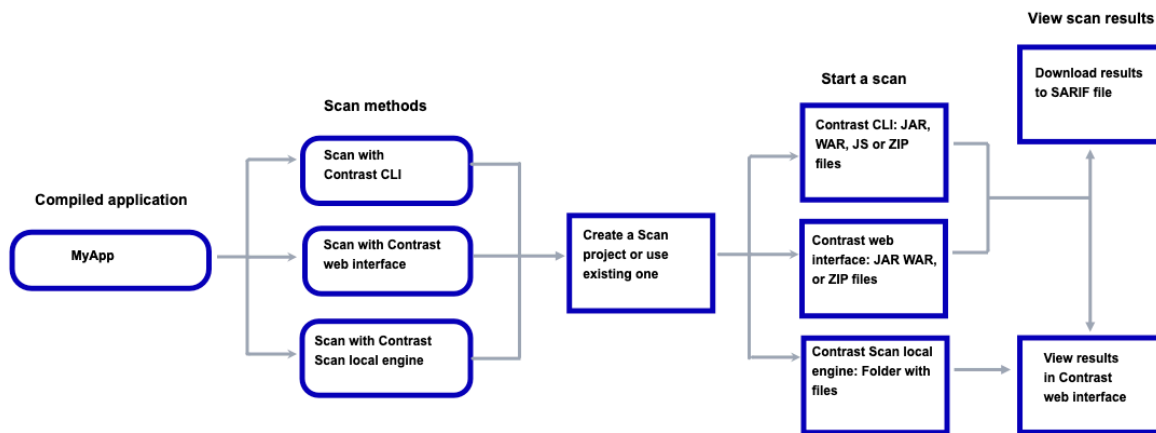 View scan results
Download results
to SARIF file
Start a scan
Scan methods
Contrast CLI: JAR,
WAR, JS or ZIP
files
Scan with
Contrast CLI
Compiled application
MyApp
Scan with Contrast
web interface
Create a Scan
project or use
existing one
Contrast web
interface: JAR WAR,
or ZIP files
Scan with Contrast
Scan local engine
Contrast Scan local
engine: Folder with
files
View results
in Contrast
web interface